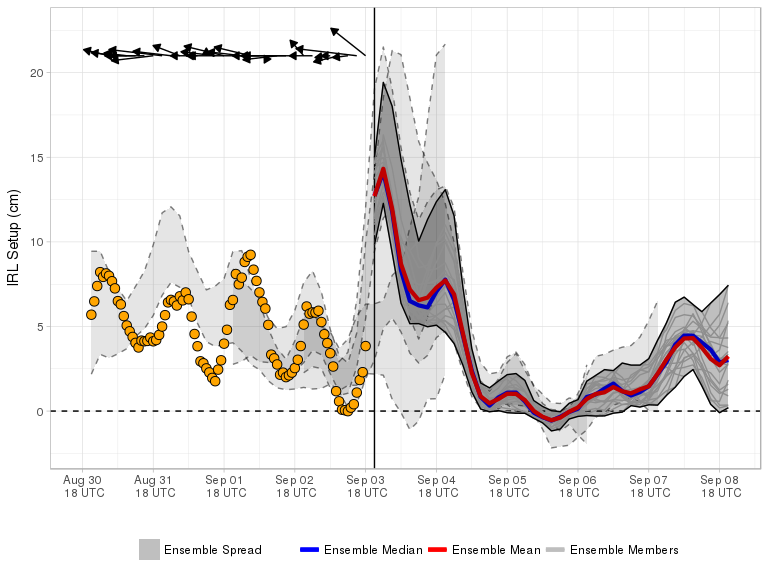 IRL Setup (cm)
20
15
10
5
0
Aug 30 Aug 31 Sep 01 Sep 02 Sep 03 Sep 04 Sep 05 Sep 06 Sep 07 Sep 08
18 UTC 18 UTC 18 UTC 18 UTC 18 UTC 18 UTC 18 UTC 18 UTC 18 UTC 18 UTC
Ensemble Spread Ensemble Median Ensemble Mean Ensemble Members